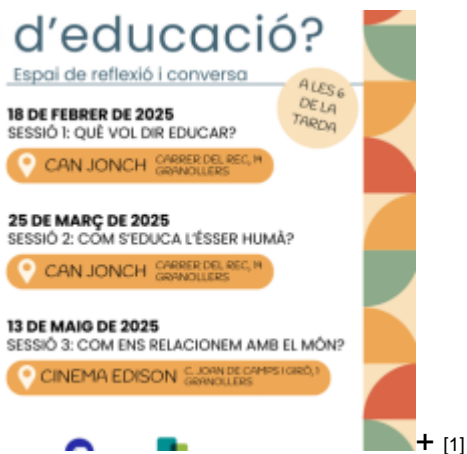 d'educació?
Espai de reflexió i conversa
A LES 6
DE LA
TARDA
18 DE FEBRER DE 2025
SESSIÓ 1: QUÈ VOL DIR EDUCAR?
CAN JONCH CARRER DEL REC, 14
GRANOLLERS
25 DE MARÇ DE 2025
SESSIÓ 2: COM S'EDUCA L'ÉSSER HUMÀ?
CAN JONCH CARRER DEL REC, 14
GRANOLLERS
13 DE MAIG DE 2025
SESSIÓ 3: COM ENS RELACIONEM AMB EL MÓN?
CINEMA EDISON C. JOAN DE CAMPS I GIRÓ, 1
GRANOLLERS
+ [1]